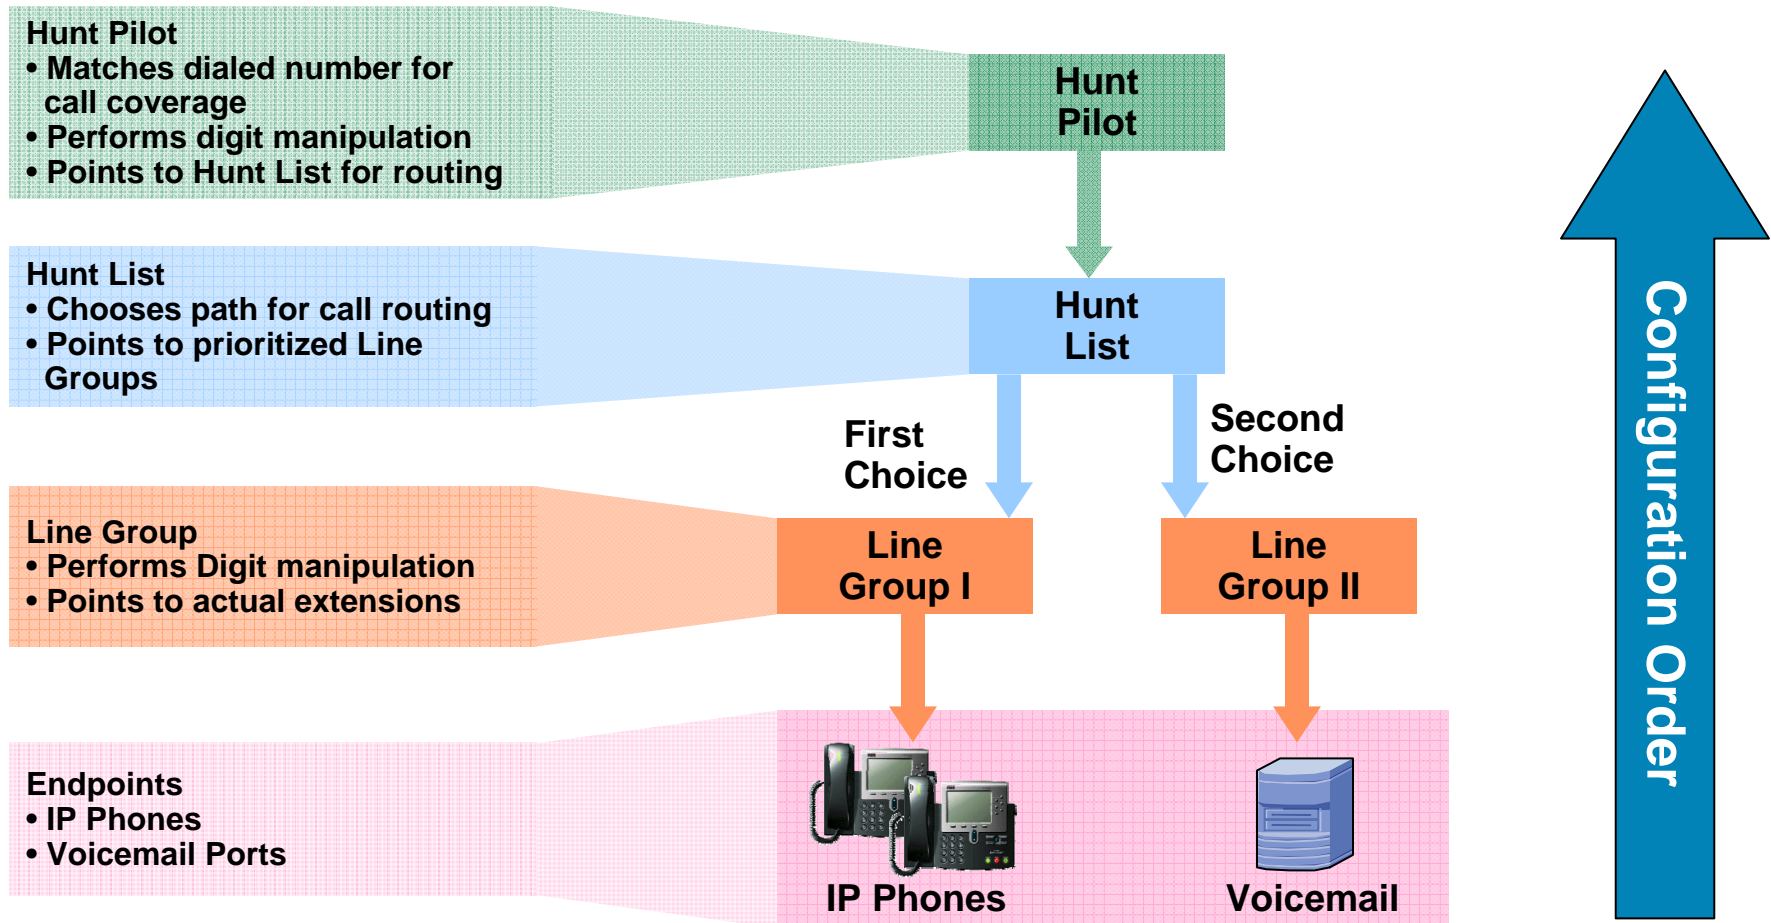 Hunt Pilot
• Matches dialed number for
call coverage
• Performs digit manipulation
• Points to Hunt List for routing
Hunt
Pilot
Hunt List
• Chooses path for call routing
• Points to prioritized Line
Groups
Hunt
List
First
Choice
Second
Choice
Line Group
• Performs Digit manipulation
• Points to actual extensions
Line
Group I
Line
Group II
Endpoints
• IP Phones
• Voicemail Ports
IP Phones
Voicemail
Configuration Order